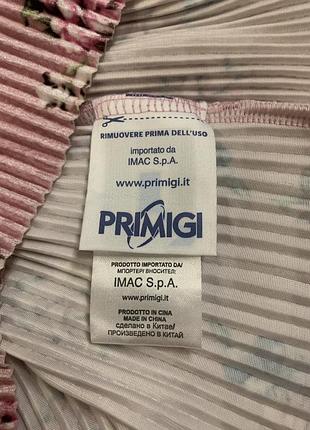 RIMUOVERE PRIMA DELL'USO
importato da
IMAC S.p.A.
www.primigi.it
PRIMIGI
PRODOTTO IMPORTATO DA/
МПОРТЕРІ ВНОСИТЕЛ:
IMAC S.p.A.
www.primigi.it
PRODOTTO IN CINA
MADE IN CHINA
сделано в Китае/
ПРОИЗВЕДЕНО В КИТАЙ